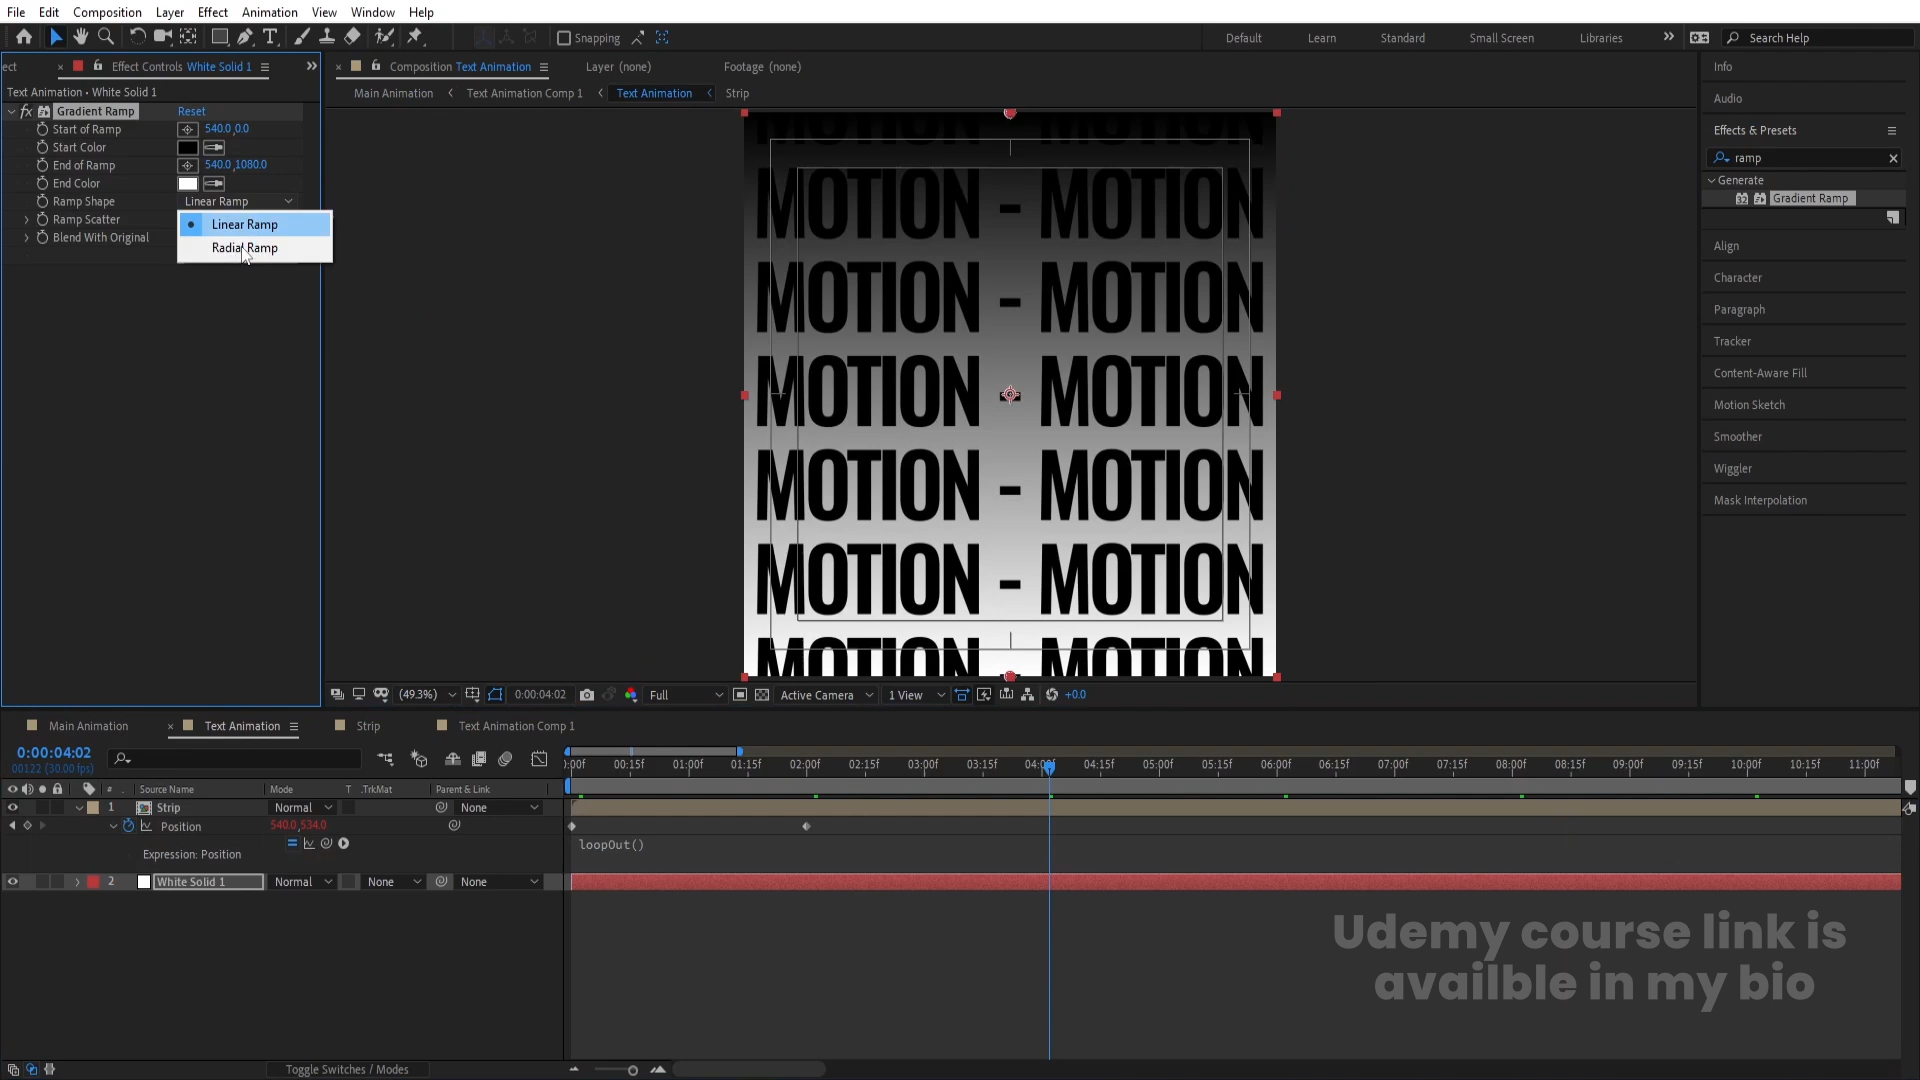 File Edit Composition Layer Effect Animation View Window Help
Snapping
Default Learn Standard Small Screen Libraries
Search Help
ect
Effect Controls White Solid 1
Composition Text Animation
Layer (none)
Footage (none)
Text Animation • White Solid 1
Main Animation Text Animation Comp 1 Text Animation Strip
fx Gradient Ramp Reset
Start of Ramp 540.0,0.0
Start Color
End of Ramp 540.0,1080.0
End Color
Ramp Shape Linear Ramp
Ramp Scatter
Blend With Original
Linear Ramp
Radial Ramp
MOTION - MOTION
MOTION - MOTION
MOTION - MOTION
MOTION - MOTION
MOTION - MOTION
MOTION MOTION
Info
Audio
Effects & Presets
ramp
Generate
32 Gradient Ramp
Align
Character
Paragraph
Tracker
Content-Aware Fill
Motion Sketch
Smoother
Wiggler
Mask Interpolation
(49.3%) 0:00:04:02 Full Active Camera 1 View +0.0
Main Animation Text Animation Strip Text Animation Comp 1
0:00:04:02
00122 (30.00 fps)
:00f 00:15f 01:00f 01:15f 02:00f 02:15f 03:00f 03:15f 04:00f 04:15f 05:00f 05:15f 06:00f 06:15f 07:00f 07:15f 08:00f 08:15f 09:00f 09:15f 10:00f 10:15f 11:00f
# Source Name Mode T .TrkMat Parent & Link
1 Strip Normal None
Position 540.0,534.0
Expression: Position
loopOut()
2 White Solid 1 Normal None None
Udemy course link is
availble in my bio
Toggle Switches / Modes